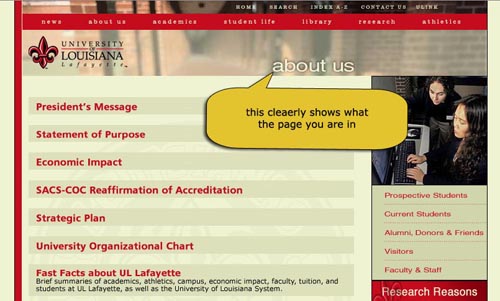 HOME SEARCH INDEX A-Z CONTACT US ULINK
news about us academics student life library research athletics
UNIVERSITY
OF
LOUISIANA
Lafayette
about us
this cleaerly shows what
the page you are in
President's Message
Statement of Purpose
Economic Impact
SACS-COC Reaffirmation of Accreditation
Strategic Plan
University Organizational Chart
Fast Facts about UL Lafayette
Brief summaries of academics, athletics, campus, economic impact, faculty, tuition, and
students at UL Lafayette, as well as the University of Louisiana System.
Prospective Students
Current Students
Alumni, Donors & Friends
Visitors
Faculty & Staff
Research Reasons